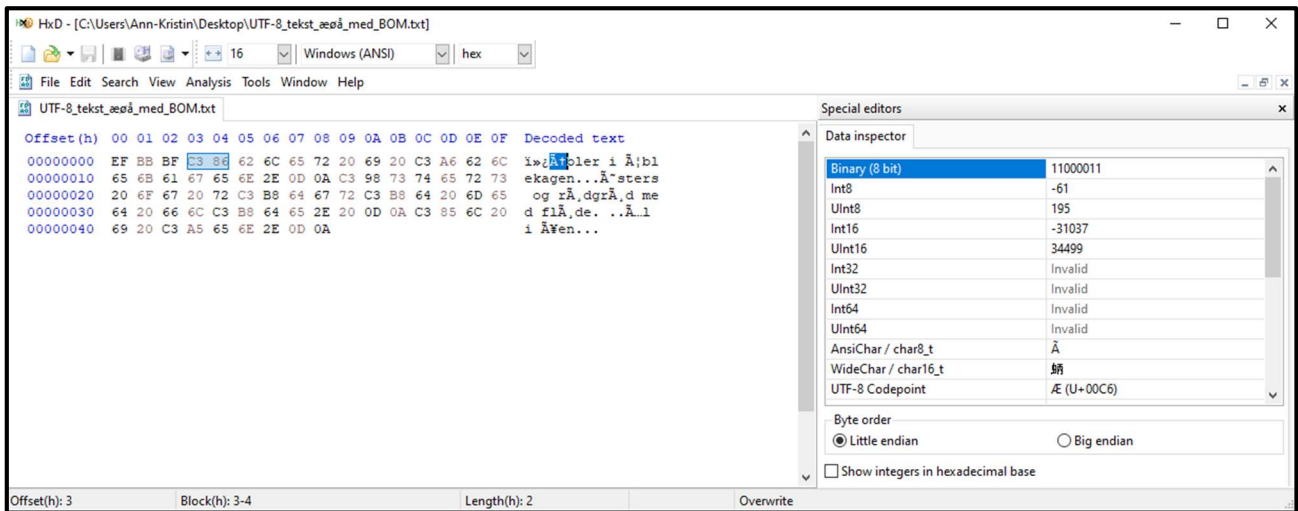 HxD - [C:\Users\Ann-Kristin\Desktop\UTF-8_tekst_æøå_med_BOM.txt]
16 Windows (ANSI) hex
File Edit Search View Analysis Tools Window Help
UTF-8_tekst_æøå_med_BOM.txt
Offset(h) 00 01 02 03 04 05 06 07 08 09 0A 0B 0C 0D 0E 0F Decoded text
00000000 EF BB BF C3 86 62 6C 65 72 20 69 20 C3 A6 62 6C ï»¿Ã†bler i Ã¦bl
00000010 65 6B 61 67 65 6E 2E 0D 0A C3 98 73 74 65 72 73 ekagen...Ã˜sters
00000020 20 6F 67 20 72 C3 B8 64 67 72 C3 B8 64 20 6D 65 og rÃ¸dgrÃ¸d me
00000030 64 20 66 6C C3 B8 64 65 2E 20 0D 0A C3 85 6C 20 d flÃ¸de. ..Ã…l
00000040 69 20 C3 A5 65 6E 2E 0D 0A i Ã¥en...
Special editors
Data inspector
Binary (8 bit) 11000011
Int8 -61
UInt8 195
Int16 -31037
UInt16 34499
Int32 Invalid
UInt32 Invalid
Int64 Invalid
UInt64 Invalid
AnsiChar / char8_t Ã
WideChar / char16_t 蛃
UTF-8 Codepoint Æ (U+00C6)
Byte order
Little endian Big endian
Show integers in hexadecimal base
Offset(h): 3 Block(h): 3-4 Length(h): 2 Overwrite